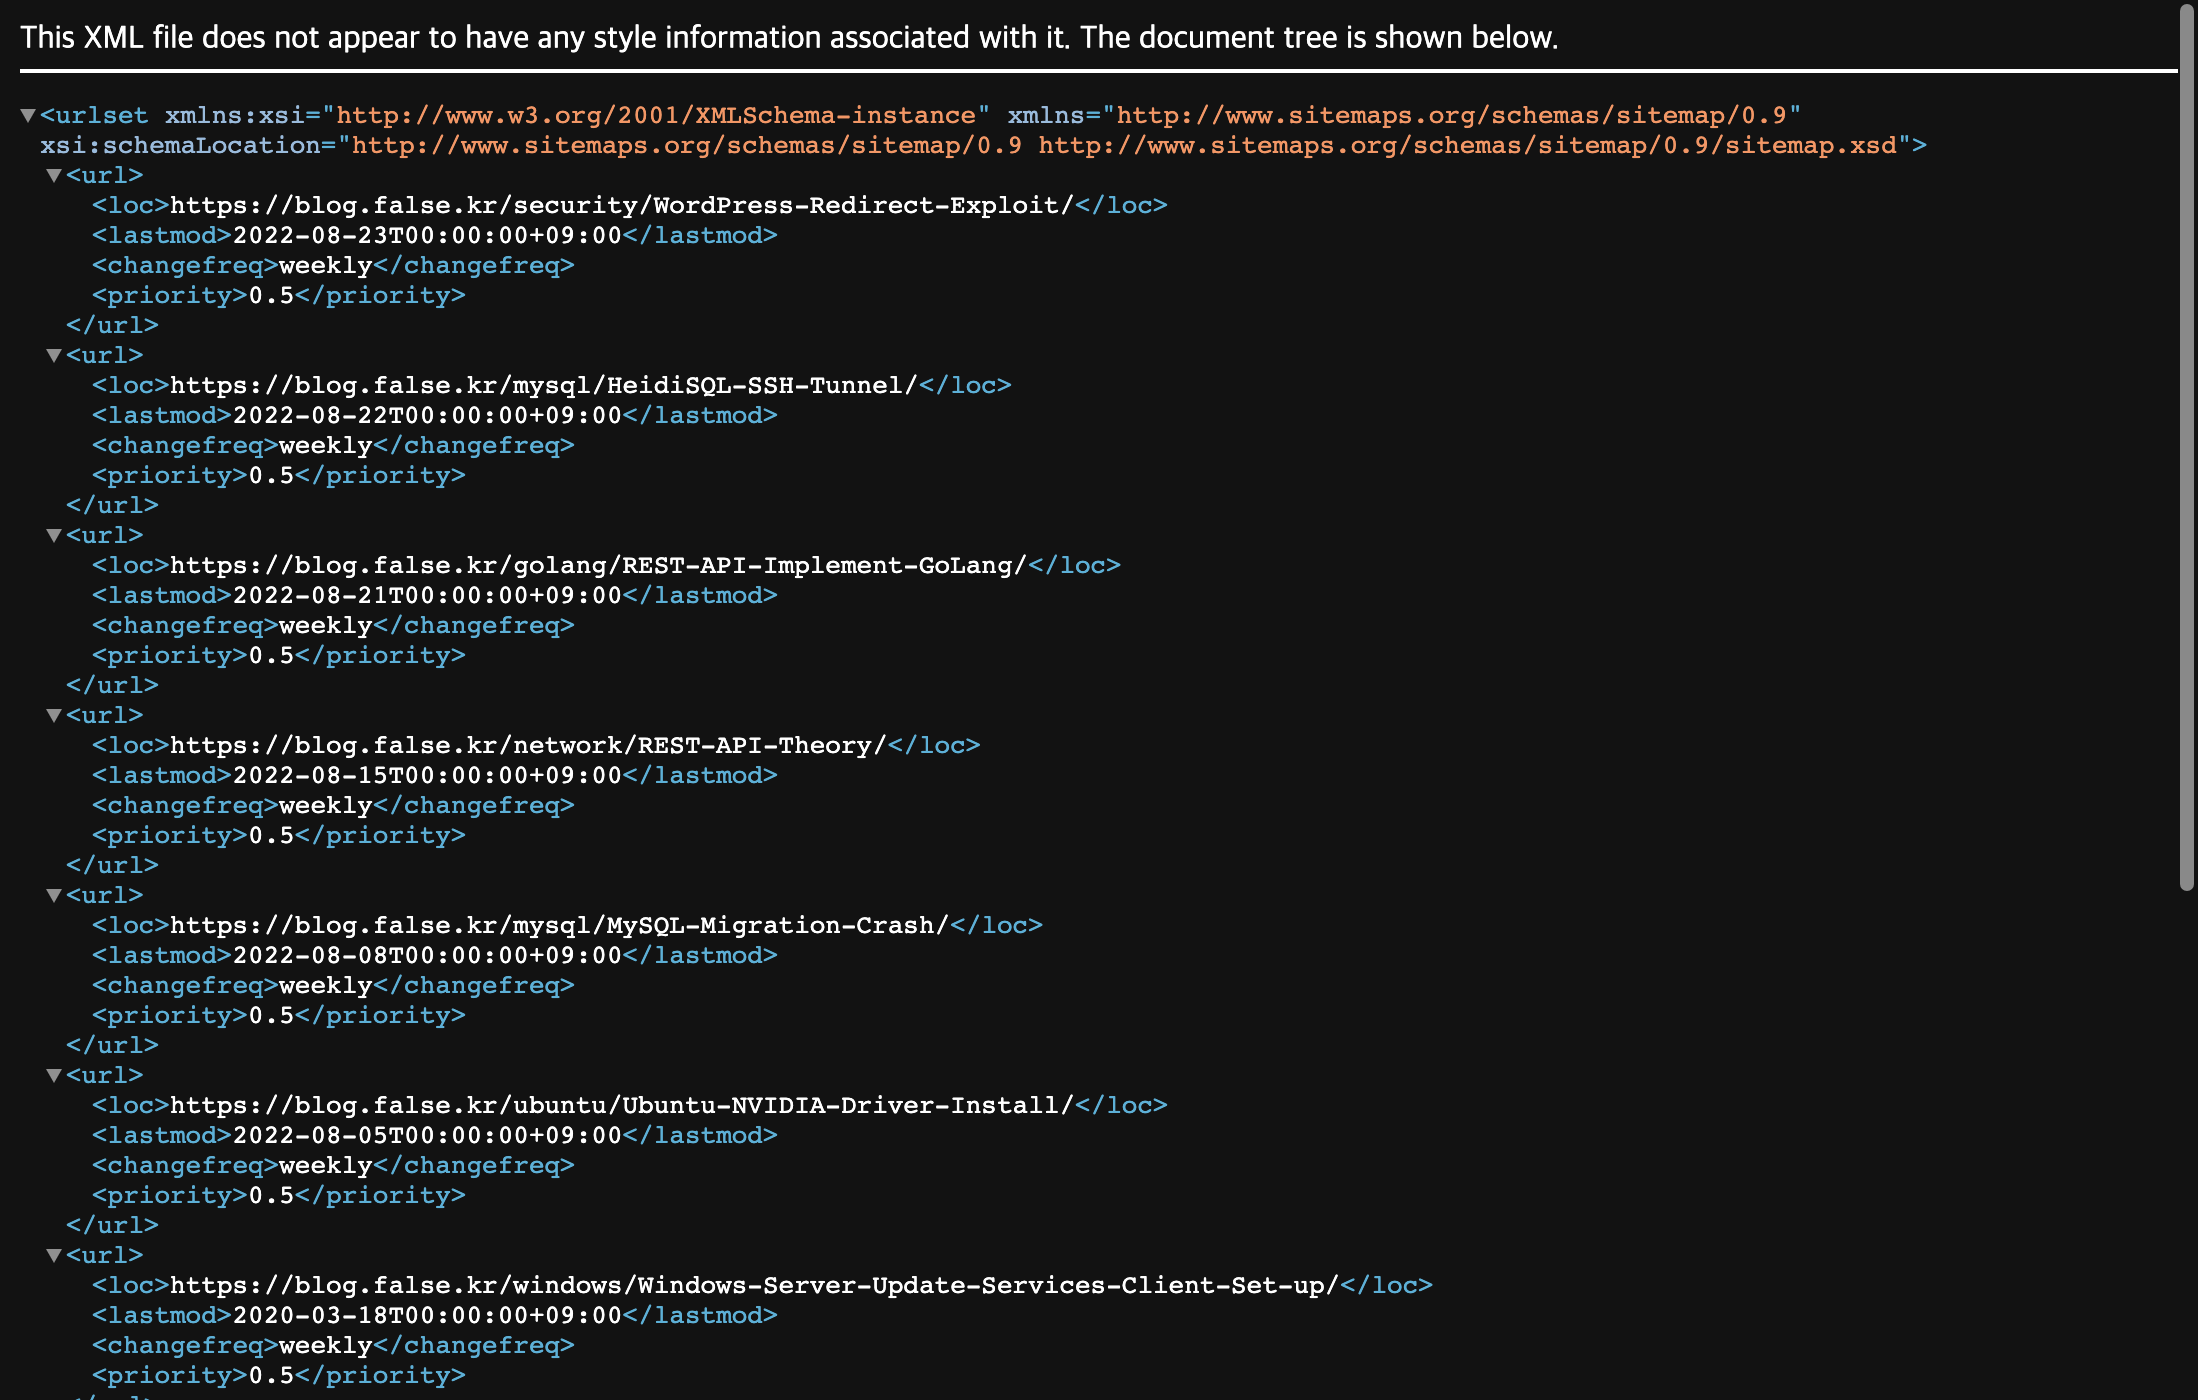 This XML file does not appear to have any style information associated with it. The document tree is shown below.
▼<urlset xmlns:xsi="http://www.w3.org/2001/XMLSchema-instance" xmlns="http://www.sitemaps.org/schemas/sitemap/0.9"
xsi:schemaLocation="http://www.sitemaps.org/schemas/sitemap/0.9 http://www.sitemaps.org/schemas/sitemap/0.9/sitemap.xsd">
▼<url>
<loc>https://blog.false.kr/security/WordPress-Redirect-Exploit/</loc>
<lastmod>2022-08-23T00:00:00+09:00</lastmod>
<changefreq>weekly</changefreq>
<priority>0.5</priority>
</url>
▼<url>
<loc>https://blog.false.kr/mysql/HeidiSQL-SSH-Tunnel/</loc>
<lastmod>2022-08-22T00:00:00+09:00</lastmod>
<changefreq>weekly</changefreq>
<priority>0.5</priority>
</url>
▼<url>
<loc>https://blog.false.kr/golang/REST-API-Implement-GoLang/</loc>
<lastmod>2022-08-21T00:00:00+09:00</lastmod>
<changefreq>weekly</changefreq>
<priority>0.5</priority>
</url>
▼<url>
<loc>https://blog.false.kr/network/REST-API-Theory/</loc>
<lastmod>2022-08-15T00:00:00+09:00</lastmod>
<changefreq>weekly</changefreq>
<priority>0.5</priority>
</url>
▼<url>
<loc>https://blog.false.kr/mysql/MySQL-Migration-Crash/</loc>
<lastmod>2022-08-08T00:00:00+09:00</lastmod>
<changefreq>weekly</changefreq>
<priority>0.5</priority>
</url>
▼<url>
<loc>https://blog.false.kr/ubuntu/Ubuntu-NVIDIA-Driver-Install/</loc>
<lastmod>2022-08-05T00:00:00+09:00</lastmod>
<changefreq>weekly</changefreq>
<priority>0.5</priority>
</url>
▼<url>
<loc>https://blog.false.kr/windows/Windows-Server-Update-Services-Client-Set-up/</loc>
<lastmod>2020-03-18T00:00:00+09:00</lastmod>
<changefreq>weekly</changefreq>
<priority>0.5</priority>